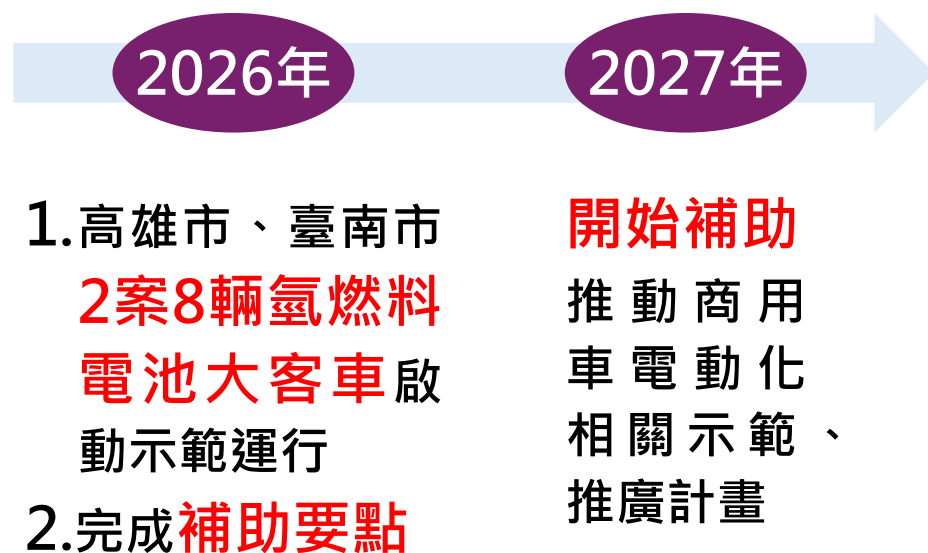 2026年
1.高雄市、臺南市
2案8輛氫燃料
電池大客車啟
動示範運行
2.完成補助要點
2027年
開始補助
推動商用
車電動化
相關示範、
推廣計畫